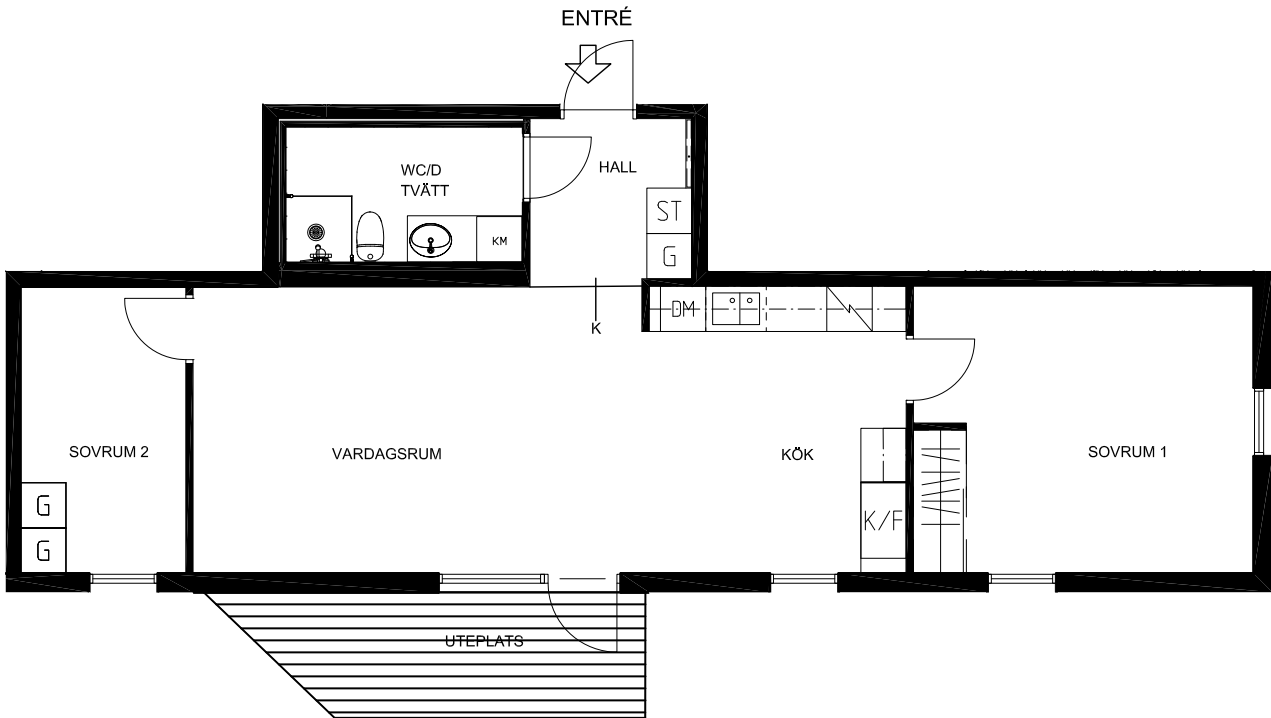 ENTRÉ
WC/D
TVÄTT
HALL
ST
G
KM
K
DM
SOVRUM 2
VARDAGSRUM
KÖK
SOVRUM 1
G
G
K/F
UTEPLATS